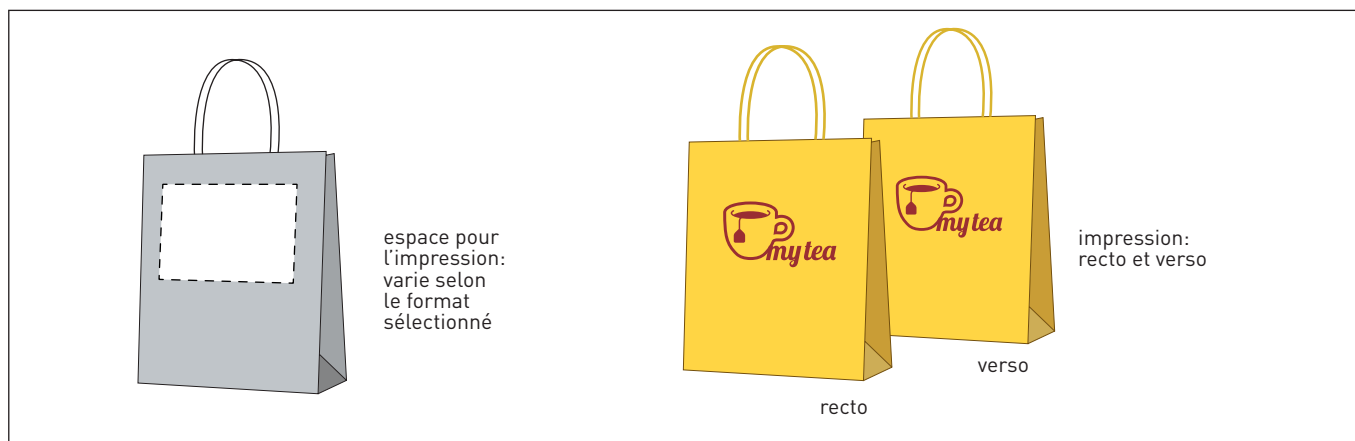 espace pour
l'impression:
varie selon
le format
sélectionné
my tea
recto
my tea
verso
impression:
recto et verso